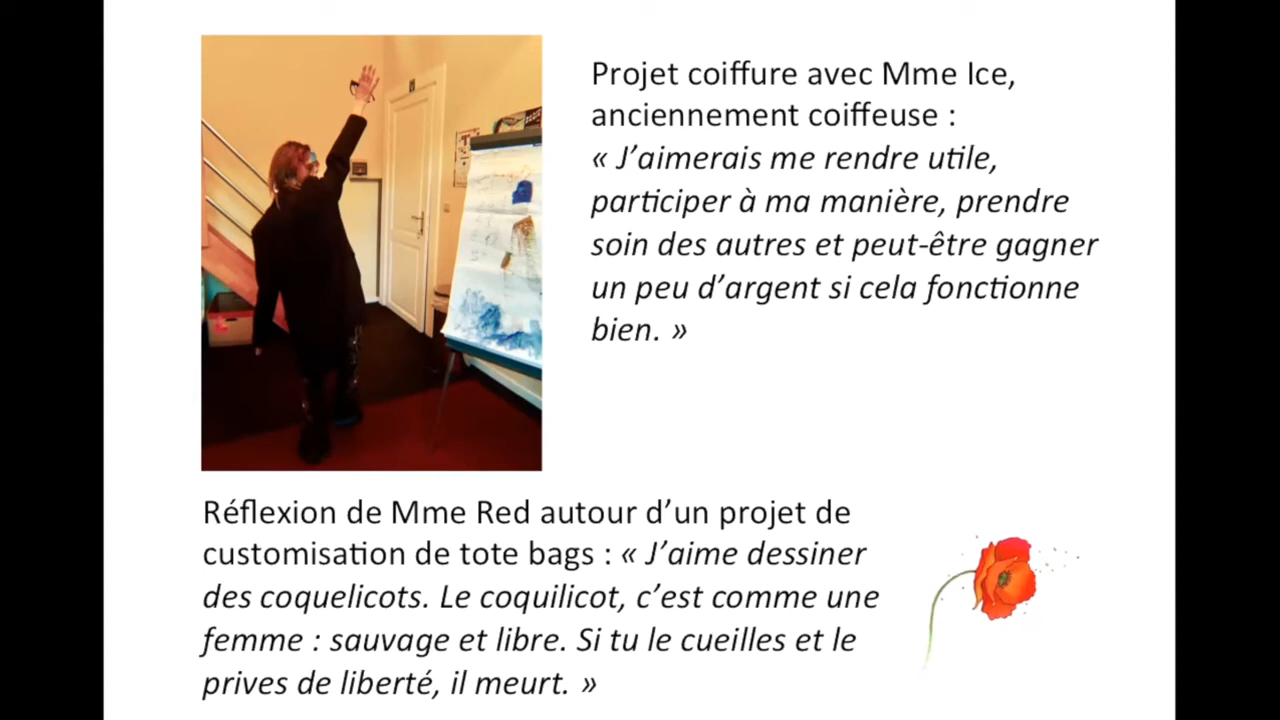 Projet coiffure avec Mme Ice,
anciennement coiffeuse :
« J’aimerais me rendre utile,
participer à ma manière, prendre
soin des autres et peut-être gagner
un peu d’argent si cela fonctionne
bien. »
Réflexion de Mme Red autour d’un projet de
customisation de tote bags : « J’aime dessiner
des coquelicots. Le coquilicot, c’est comme une
femme : sauvage et libre. Si tu le cueilles et le
prives de liberté, il meurt. »